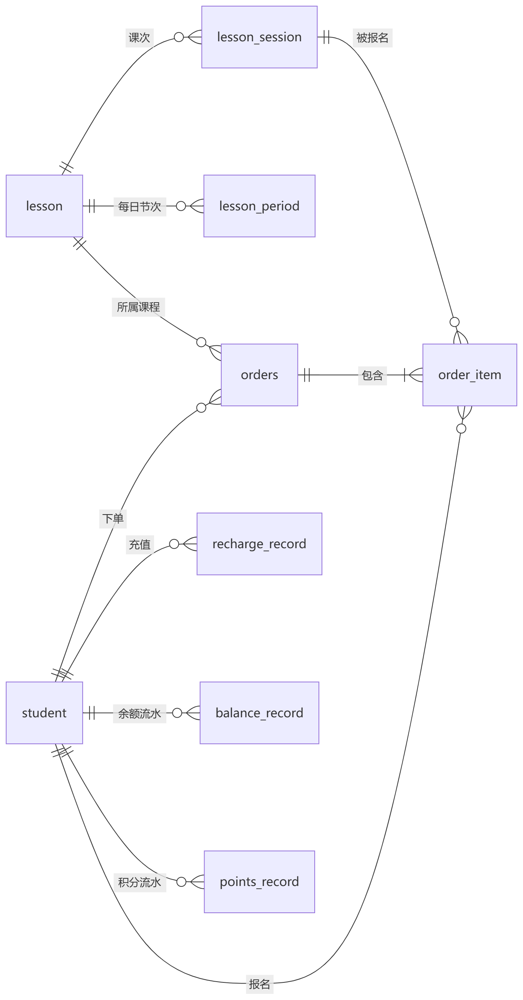 课次
lesson_session
被报名
lesson
每日节次
lesson_period
所属课程
orders
包含
order_item
下单
充值
recharge_record
student
余额流水
balance_record
积分流水
points_record
报名